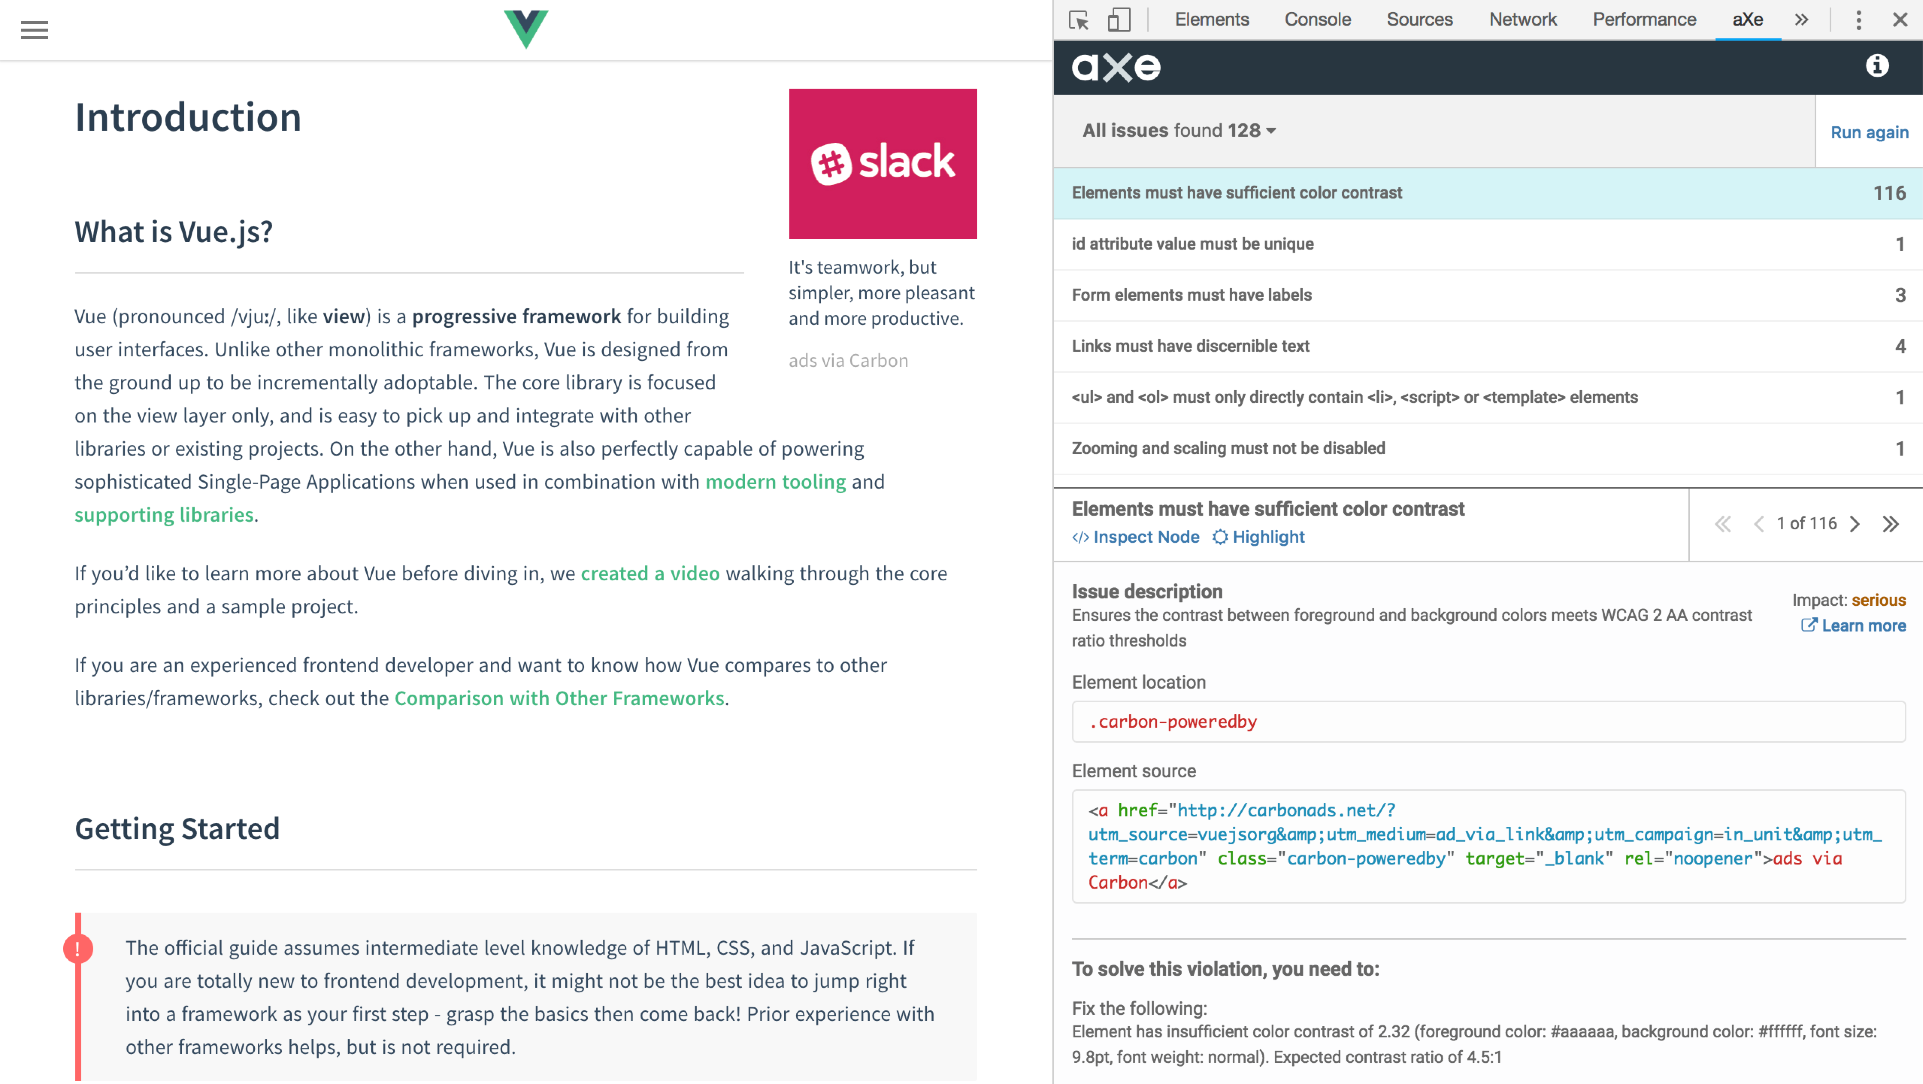 Introduction
slack
It's teamwork, but
simpler, more pleasant
and more productive.
ads via Carbon
What is Vue.js?
Vue (pronounced /vjuː/, like view) is a progressive framework for building
user interfaces. Unlike other monolithic frameworks, Vue is designed from
the ground up to be incrementally adoptable. The core library is focused
on the view layer only, and is easy to pick up and integrate with other
libraries or existing projects. On the other hand, Vue is also perfectly capable of powering
sophisticated Single-Page Applications when used in combination with modern tooling and
supporting libraries.
If you’d like to learn more about Vue before diving in, we created a video walking through the core
principles and a sample project.
If you are an experienced frontend developer and want to know how Vue compares to other
libraries/frameworks, check out the Comparison with Other Frameworks.
Getting Started
!
The official guide assumes intermediate level knowledge of HTML, CSS, and JavaScript. If
you are totally new to frontend development, it might not be the best idea to jump right
into a framework as your first step - grasp the basics then come back! Prior experience with
other frameworks helps, but is not required.
Elements Console Sources Network Performance aXe
axe
All issues found 128
Run again
Elements must have sufficient color contrast 116
id attribute value must be unique 1
Form elements must have labels 3
Links must have discernible text 4
<ul> and <ol> must only directly contain <li>, <script> or <template> elements 1
Zooming and scaling must not be disabled 1
Elements must have sufficient color contrast
</> Inspect Node Highlight
1 of 116
Issue description
Ensures the contrast between foreground and background colors meets WCAG 2 AA contrast
ratio thresholds
Impact: serious
Learn more
Element location
.carbon-poweredby
Element source
<a href="http://carbonads.net/?
utm_source=vuejsorg&amp;utm_medium=ad_via_link&amp;utm_campaign=in_unit&amp;utm_
term=carbon" class="carbon-poweredby" target="_blank" rel="noopener">ads via
Carbon</a>
To solve this violation, you need to:
Fix the following:
Element has insufficient color contrast of 2.32 (foreground color: #aaaaaa, background color: #ffffff, font size:
9.8pt, font weight: normal). Expected contrast ratio of 4.5:1